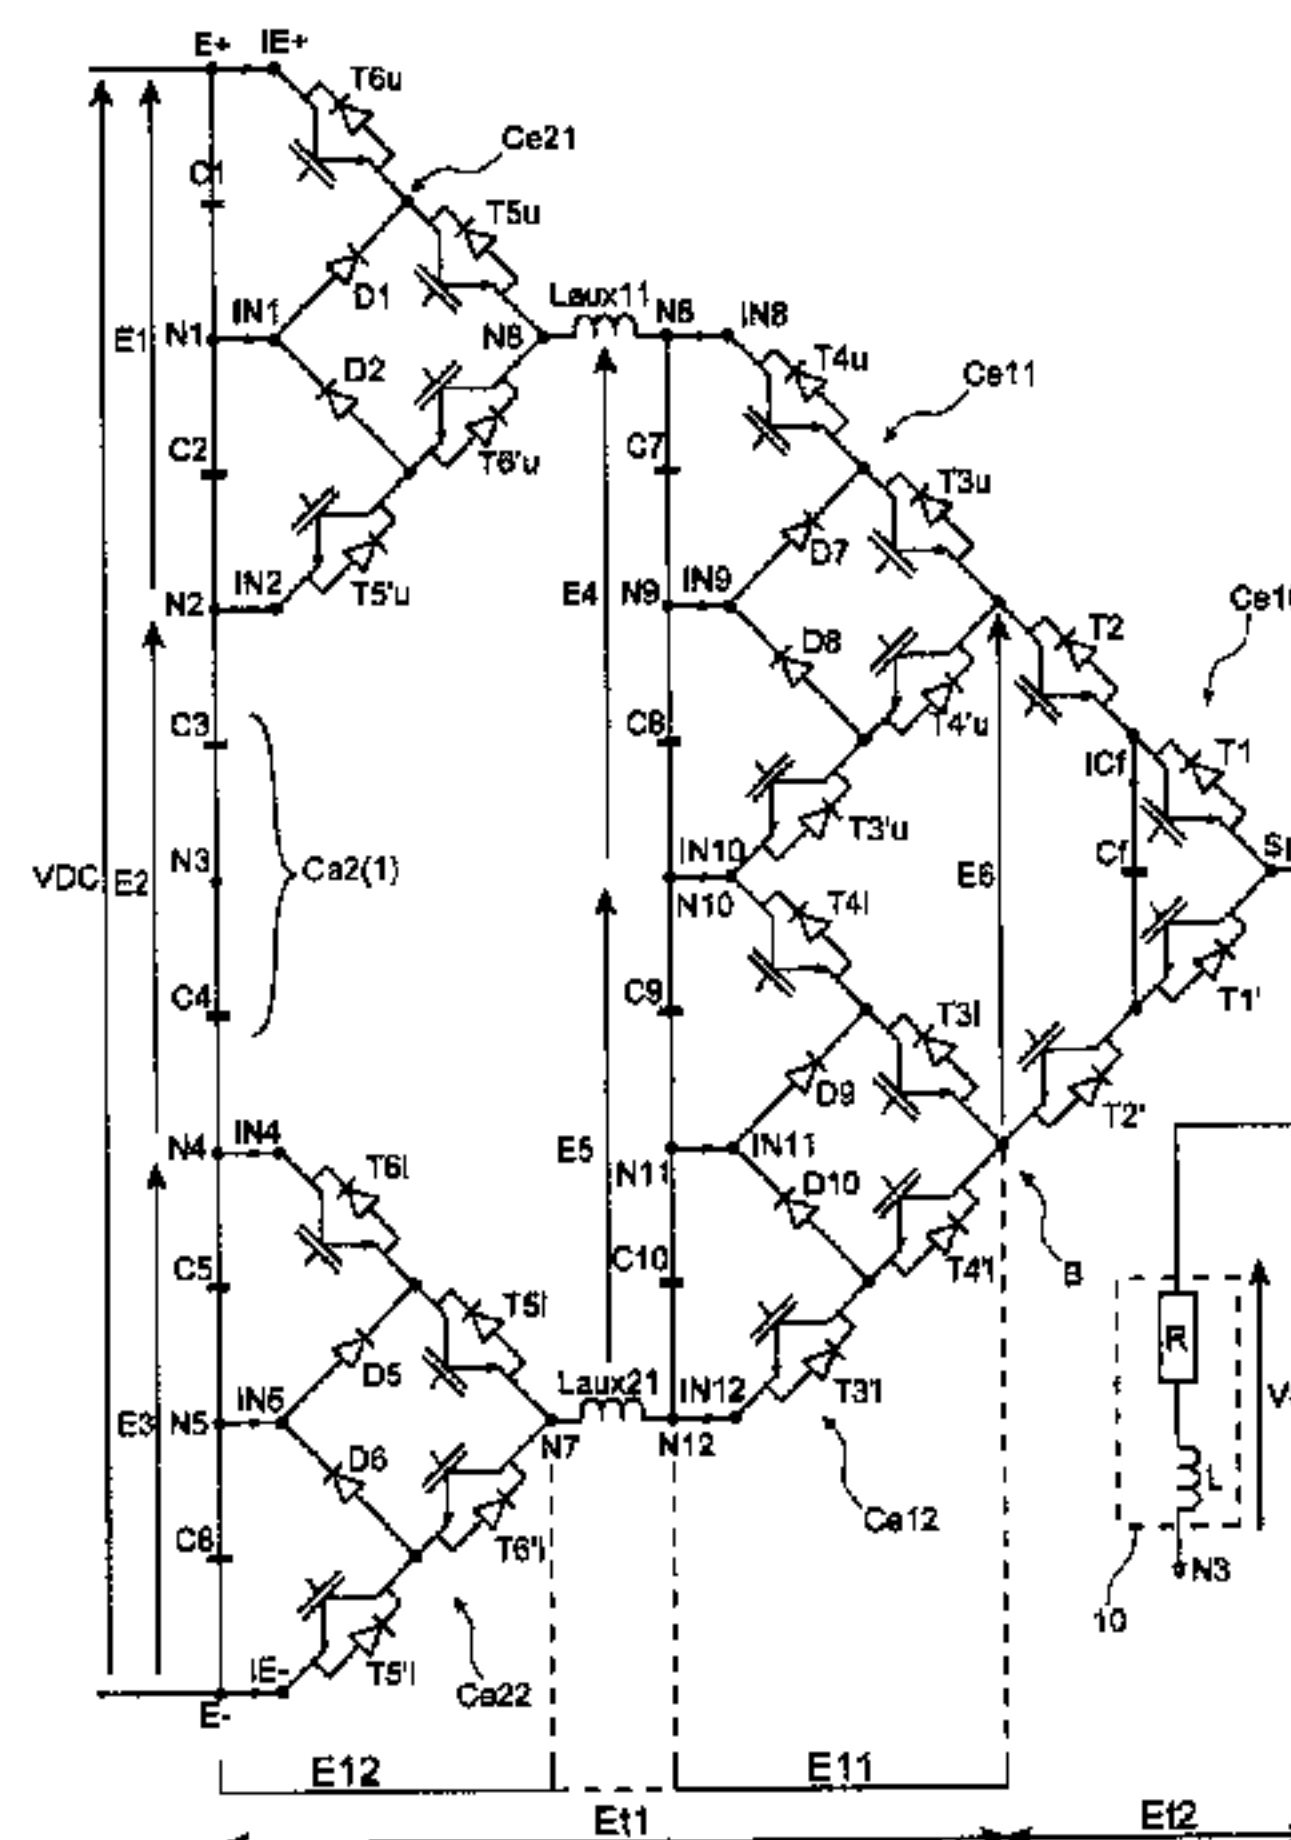 E+ IE+
T6u
Ce21
C1
T5u
D1
Laux11
IN1
N1
E1
N6
IN8
D2
T4u
Ce11
C2
T6'u
C7
T3u
D7
IN2
T5'u
N2
E4
N9
IN9
D8
T2
C3
C8
T4'u
T1
ICf
T3'u
N3
VDC
E2
Ca2(1)
IN10
N10
E6
Cf
T4l
C4
C9
T3l
T1'
D9
T2'
N4
IN4
E5
N11
IN11
T6l
D10
C5
C10
T4'l
B
T5l
D5
R
Laux21
IN12
T3'l
E3
N5
IN5
N7
N12
D6
L
Ce12
C6
T6'l
N3
10
IE-
T5'l
Ce22
E-
E12
E11
Et1
Et2